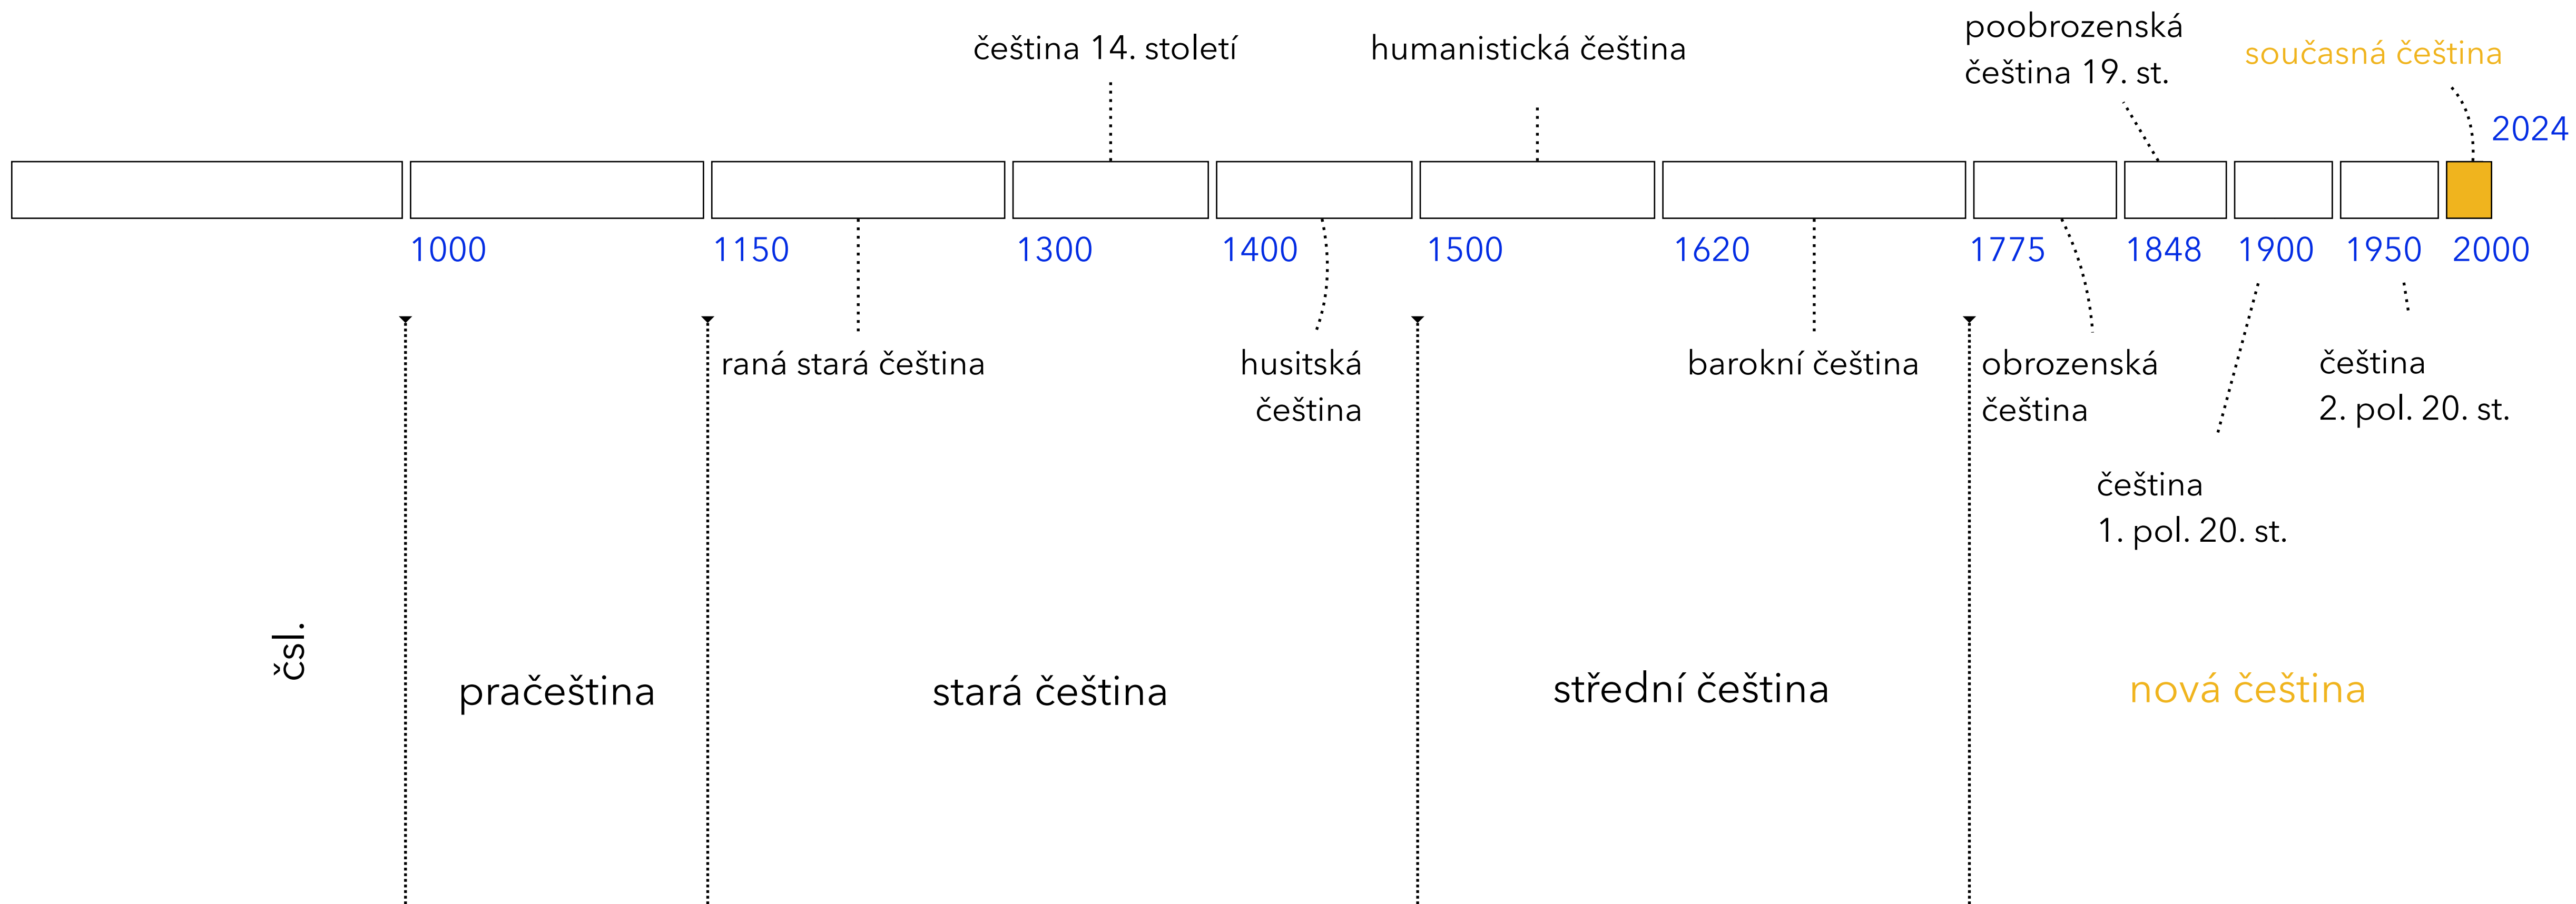 čeština 14. století
humanistická čeština
poobrozenská
čeština 19. st.
současná čeština
2024
1000
1150
1300
1400
1500
1620
1775
1848
1900
1950
2000
raná stará čeština
husitská
čeština
barokní čeština
obrozenská
čeština
čeština
2. pol. 20. st.
čeština
1. pol. 20. st.
čsl.
pračeština
stará čeština
střední čeština
nová čeština